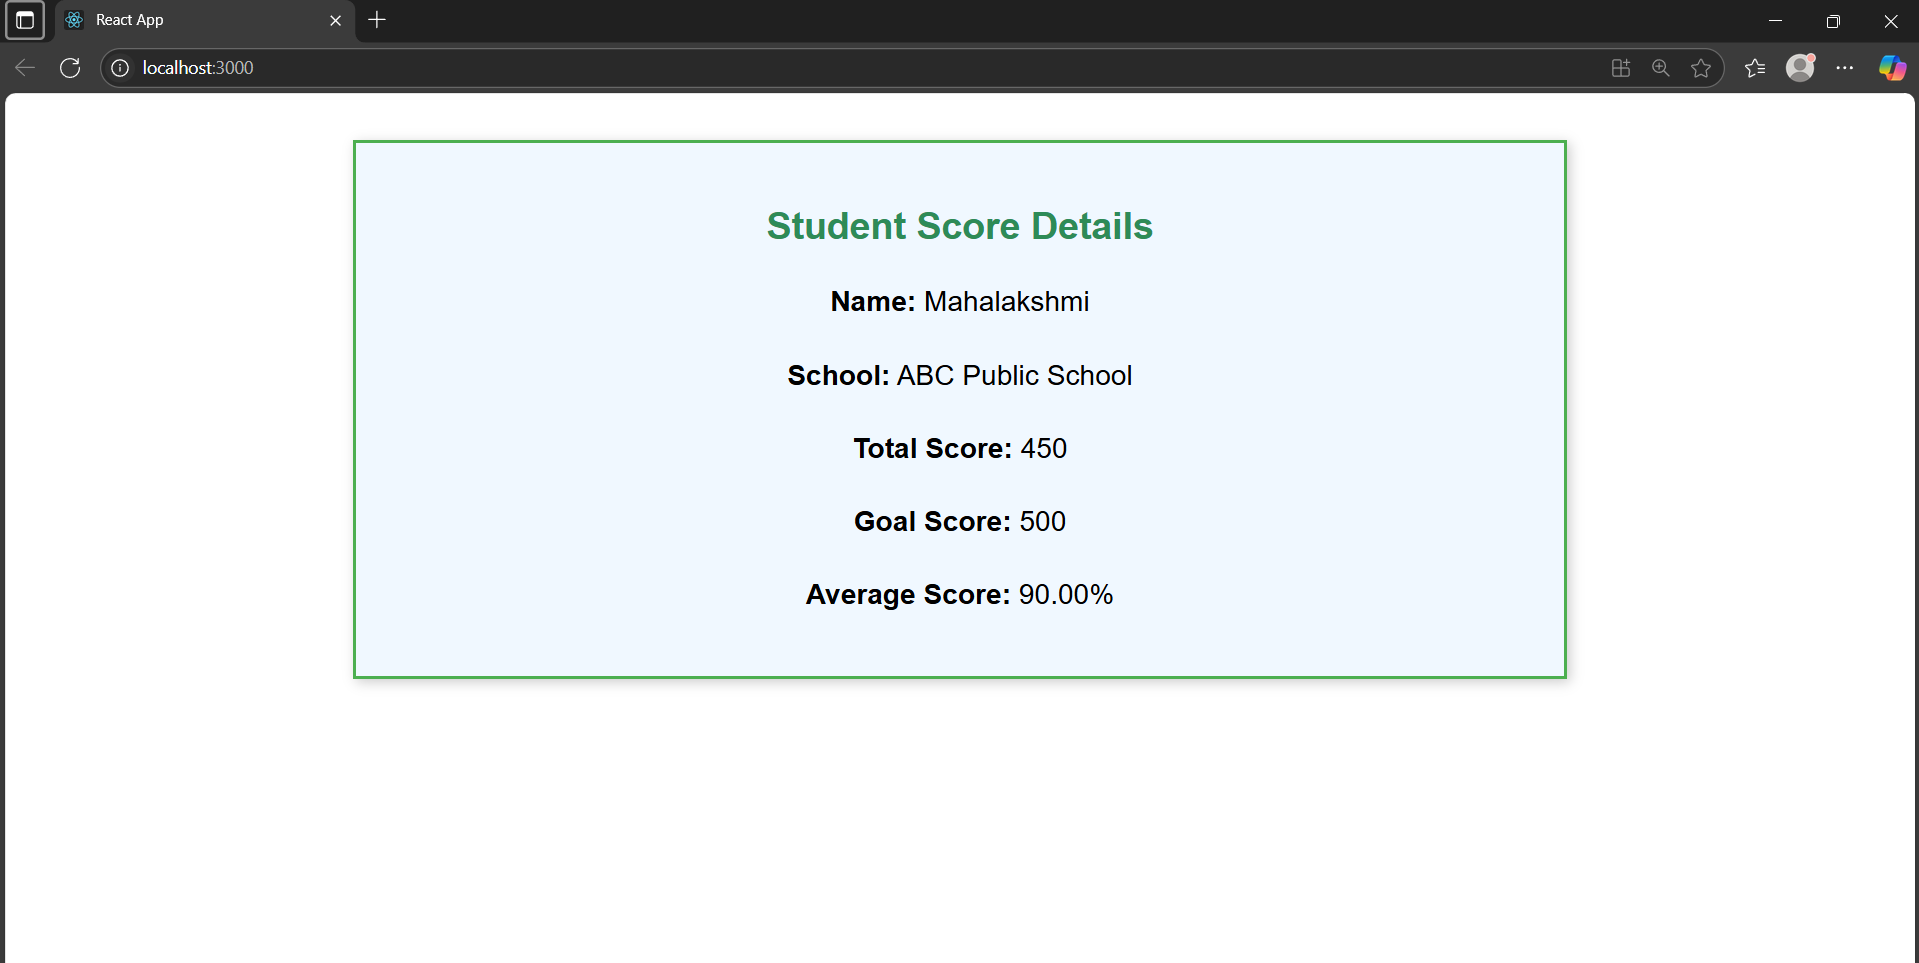 React App
localhost:3000
Student Score Details
Name: Mahalakshmi
School: ABC Public School
Total Score: 450
Goal Score: 500
Average Score: 90.00%